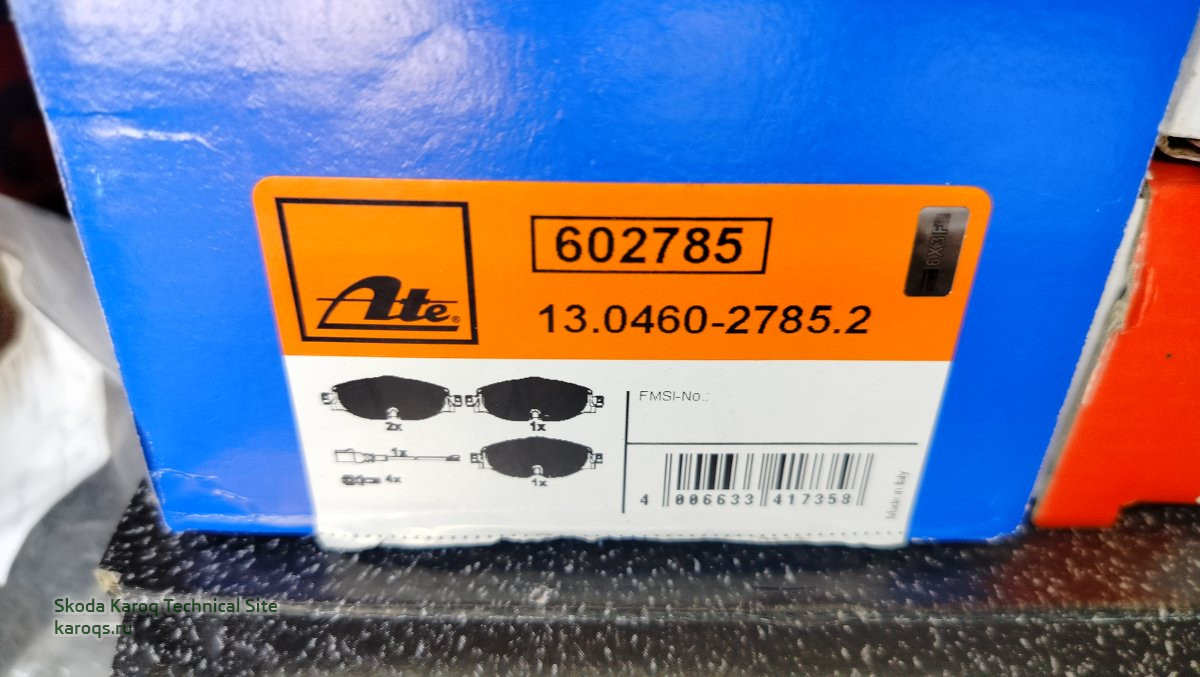 602785
Ate®
13.0460-2785.2
2x
1x
1x
4x
1x
FMSI-No.:
4 006633 417358
Made in Italy
Skoda Karoq Technical Site
karoqs.ru